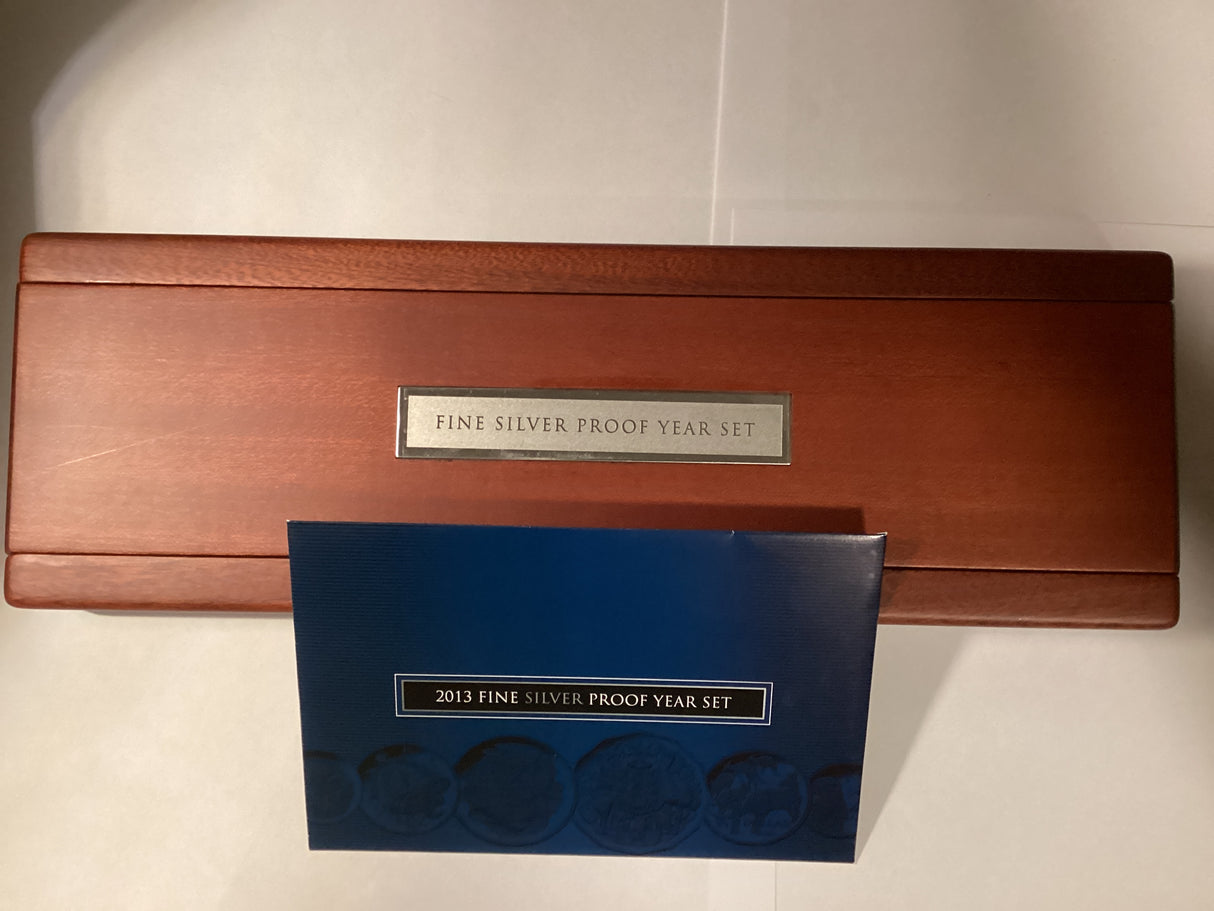 FINE SILVER PROOF YEAR SET
2013 FINE SILVER PROOF YEAR SET